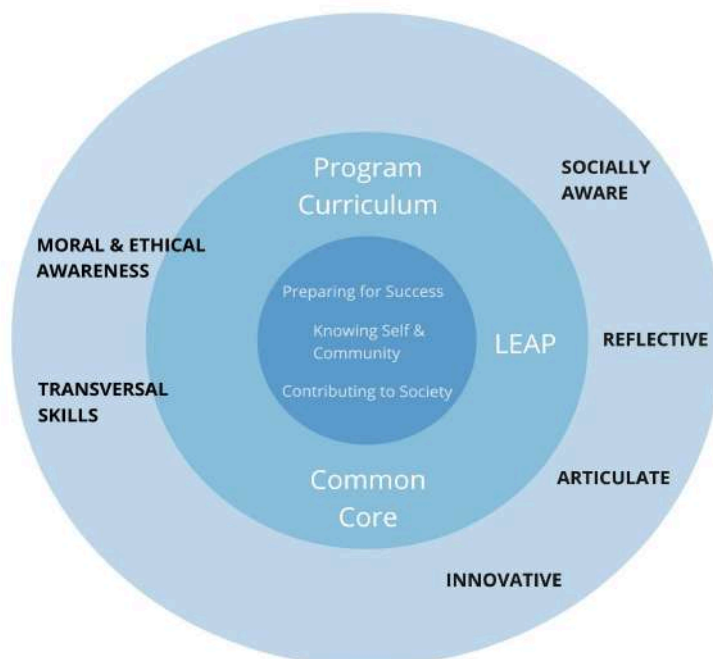 Program
Curriculum
SOCIALLY
AWARE
MORAL & ETHICAL
AWARENESS
Preparing for Success
Knowing Self &
Community
LEAP
REFLECTIVE
Contributing to Society
TRANSVERSAL
SKILLS
Common
Core
ARTICULATE
INNOVATIVE